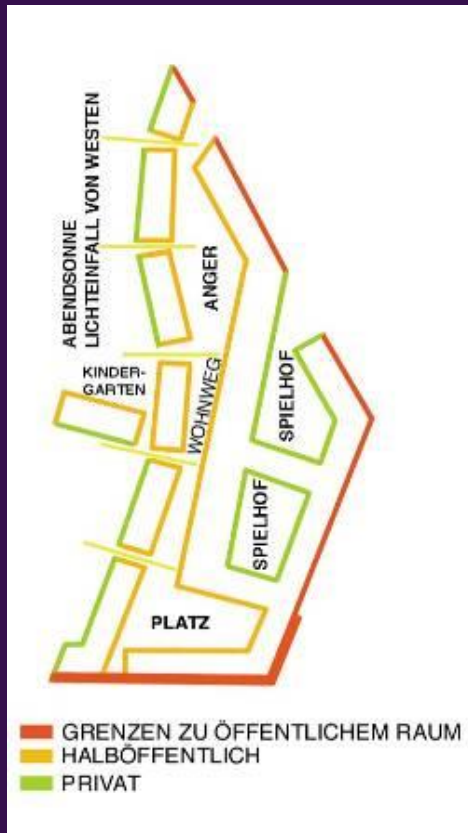 ABENDSONNE
LICHTEINFALL VON WESTEN
ANGER
KINDER-
GARTEN
WOHNWEG
SPIELHOF
SPIELHOF
PLATZ
GRENZEN ZU ÖFFENTLICHEM RAUM
HALBÖFFENTLICH
PRIVAT